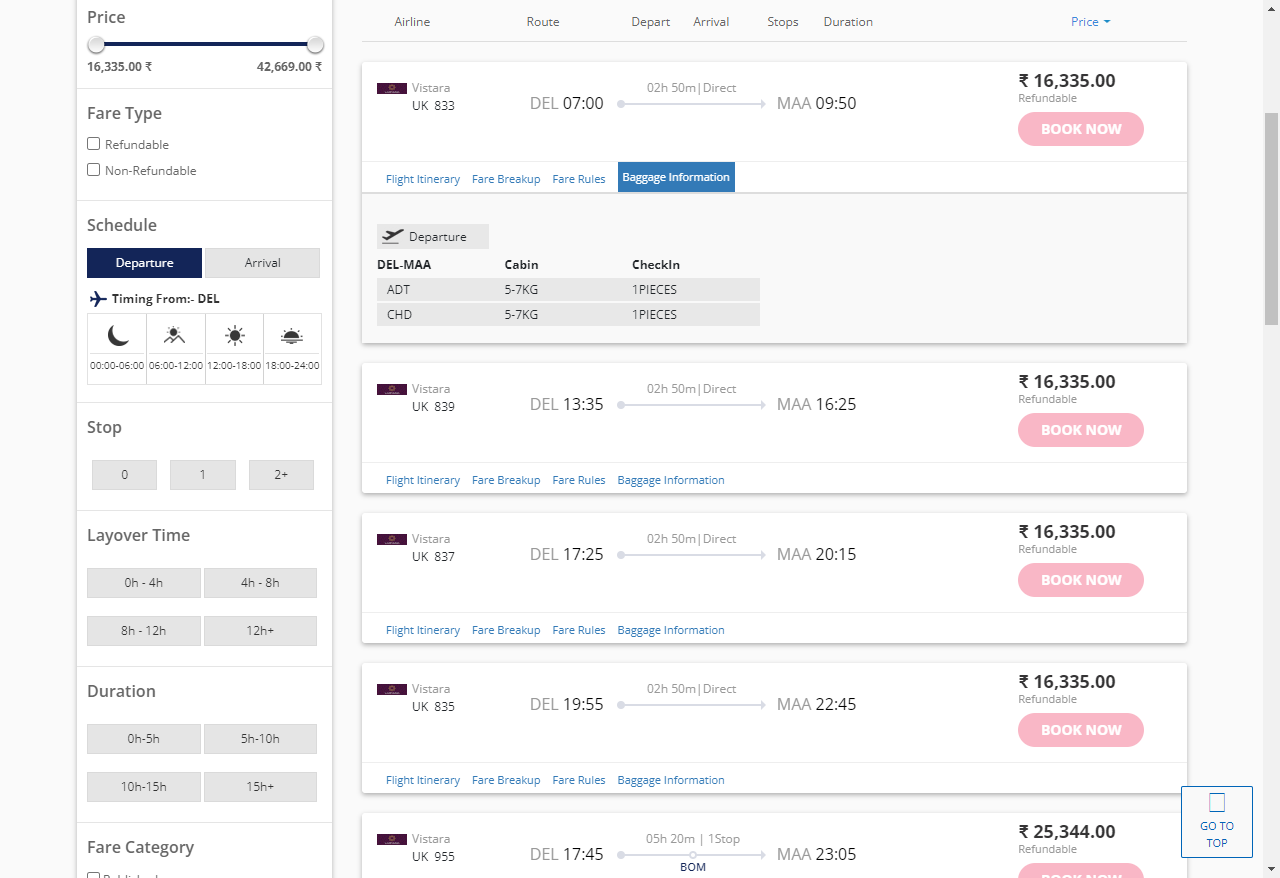 Price
16,335.00 ₹ 42,669.00 ₹
Fare Type
Refundable
Non-Refundable
Schedule
Departure Arrival
Timing From:- DEL
00:00-06:00 06:00-12:00 12:00-18:00 18:00-24:00
Stop
0 1 2+
Layover Time
0h - 4h 4h - 8h
8h - 12h 12h+
Duration
0h-5h 5h-10h
10h-15h 15h+
Fare Category
Airline Route Depart Arrival Stops Duration Price
Vistara
UK 833
DEL 07:00
02h 50m|Direct
MAA 09:50
₹ 16,335.00
Refundable
BOOK NOW
Flight Itinerary Fare Breakup Fare Rules Baggage Information
Departure
DEL-MAA Cabin CheckIn
ADT 5-7KG 1PIECES
CHD 5-7KG 1PIECES
Vistara
UK 839
DEL 13:35
02h 50m|Direct
MAA 16:25
₹ 16,335.00
Refundable
BOOK NOW
Flight Itinerary Fare Breakup Fare Rules Baggage Information
Vistara
UK 837
DEL 17:25
02h 50m|Direct
MAA 20:15
₹ 16,335.00
Refundable
BOOK NOW
Flight Itinerary Fare Breakup Fare Rules Baggage Information
Vistara
UK 835
DEL 19:55
02h 50m|Direct
MAA 22:45
₹ 16,335.00
Refundable
BOOK NOW
Flight Itinerary Fare Breakup Fare Rules Baggage Information
Vistara
UK 955
DEL 17:45
05h 20m | 1Stop
BOM
MAA 23:05
₹ 25,344.00
Refundable
BOOK NOW
GO TO
TOP